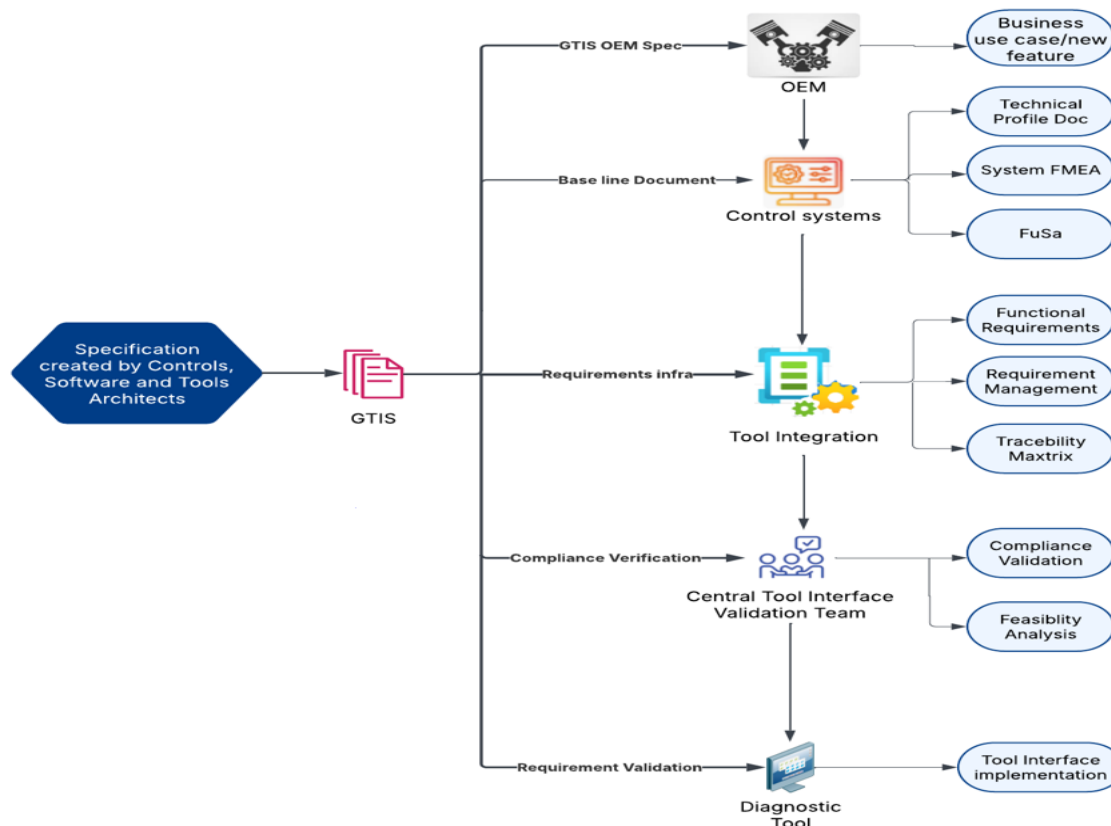 Specification
created by Controls,
Software and Tools
Architects
GTIS
GTIS OEM Spec
OEM
Business
use case/new
feature
Base line Document
Control systems
Technical
Profile Doc
System FMEA
FuSa
Requirements infra
Tool Integration
Functional
Requirements
Requirement
Management
Tracebility
Maxtrix
Compliance Verification
Central Tool Interface
Validation Team
Compliance
Validation
Feasiblity
Analysis
Requirement Validation
Diagnostic
Tool
Tool Interface
implementation